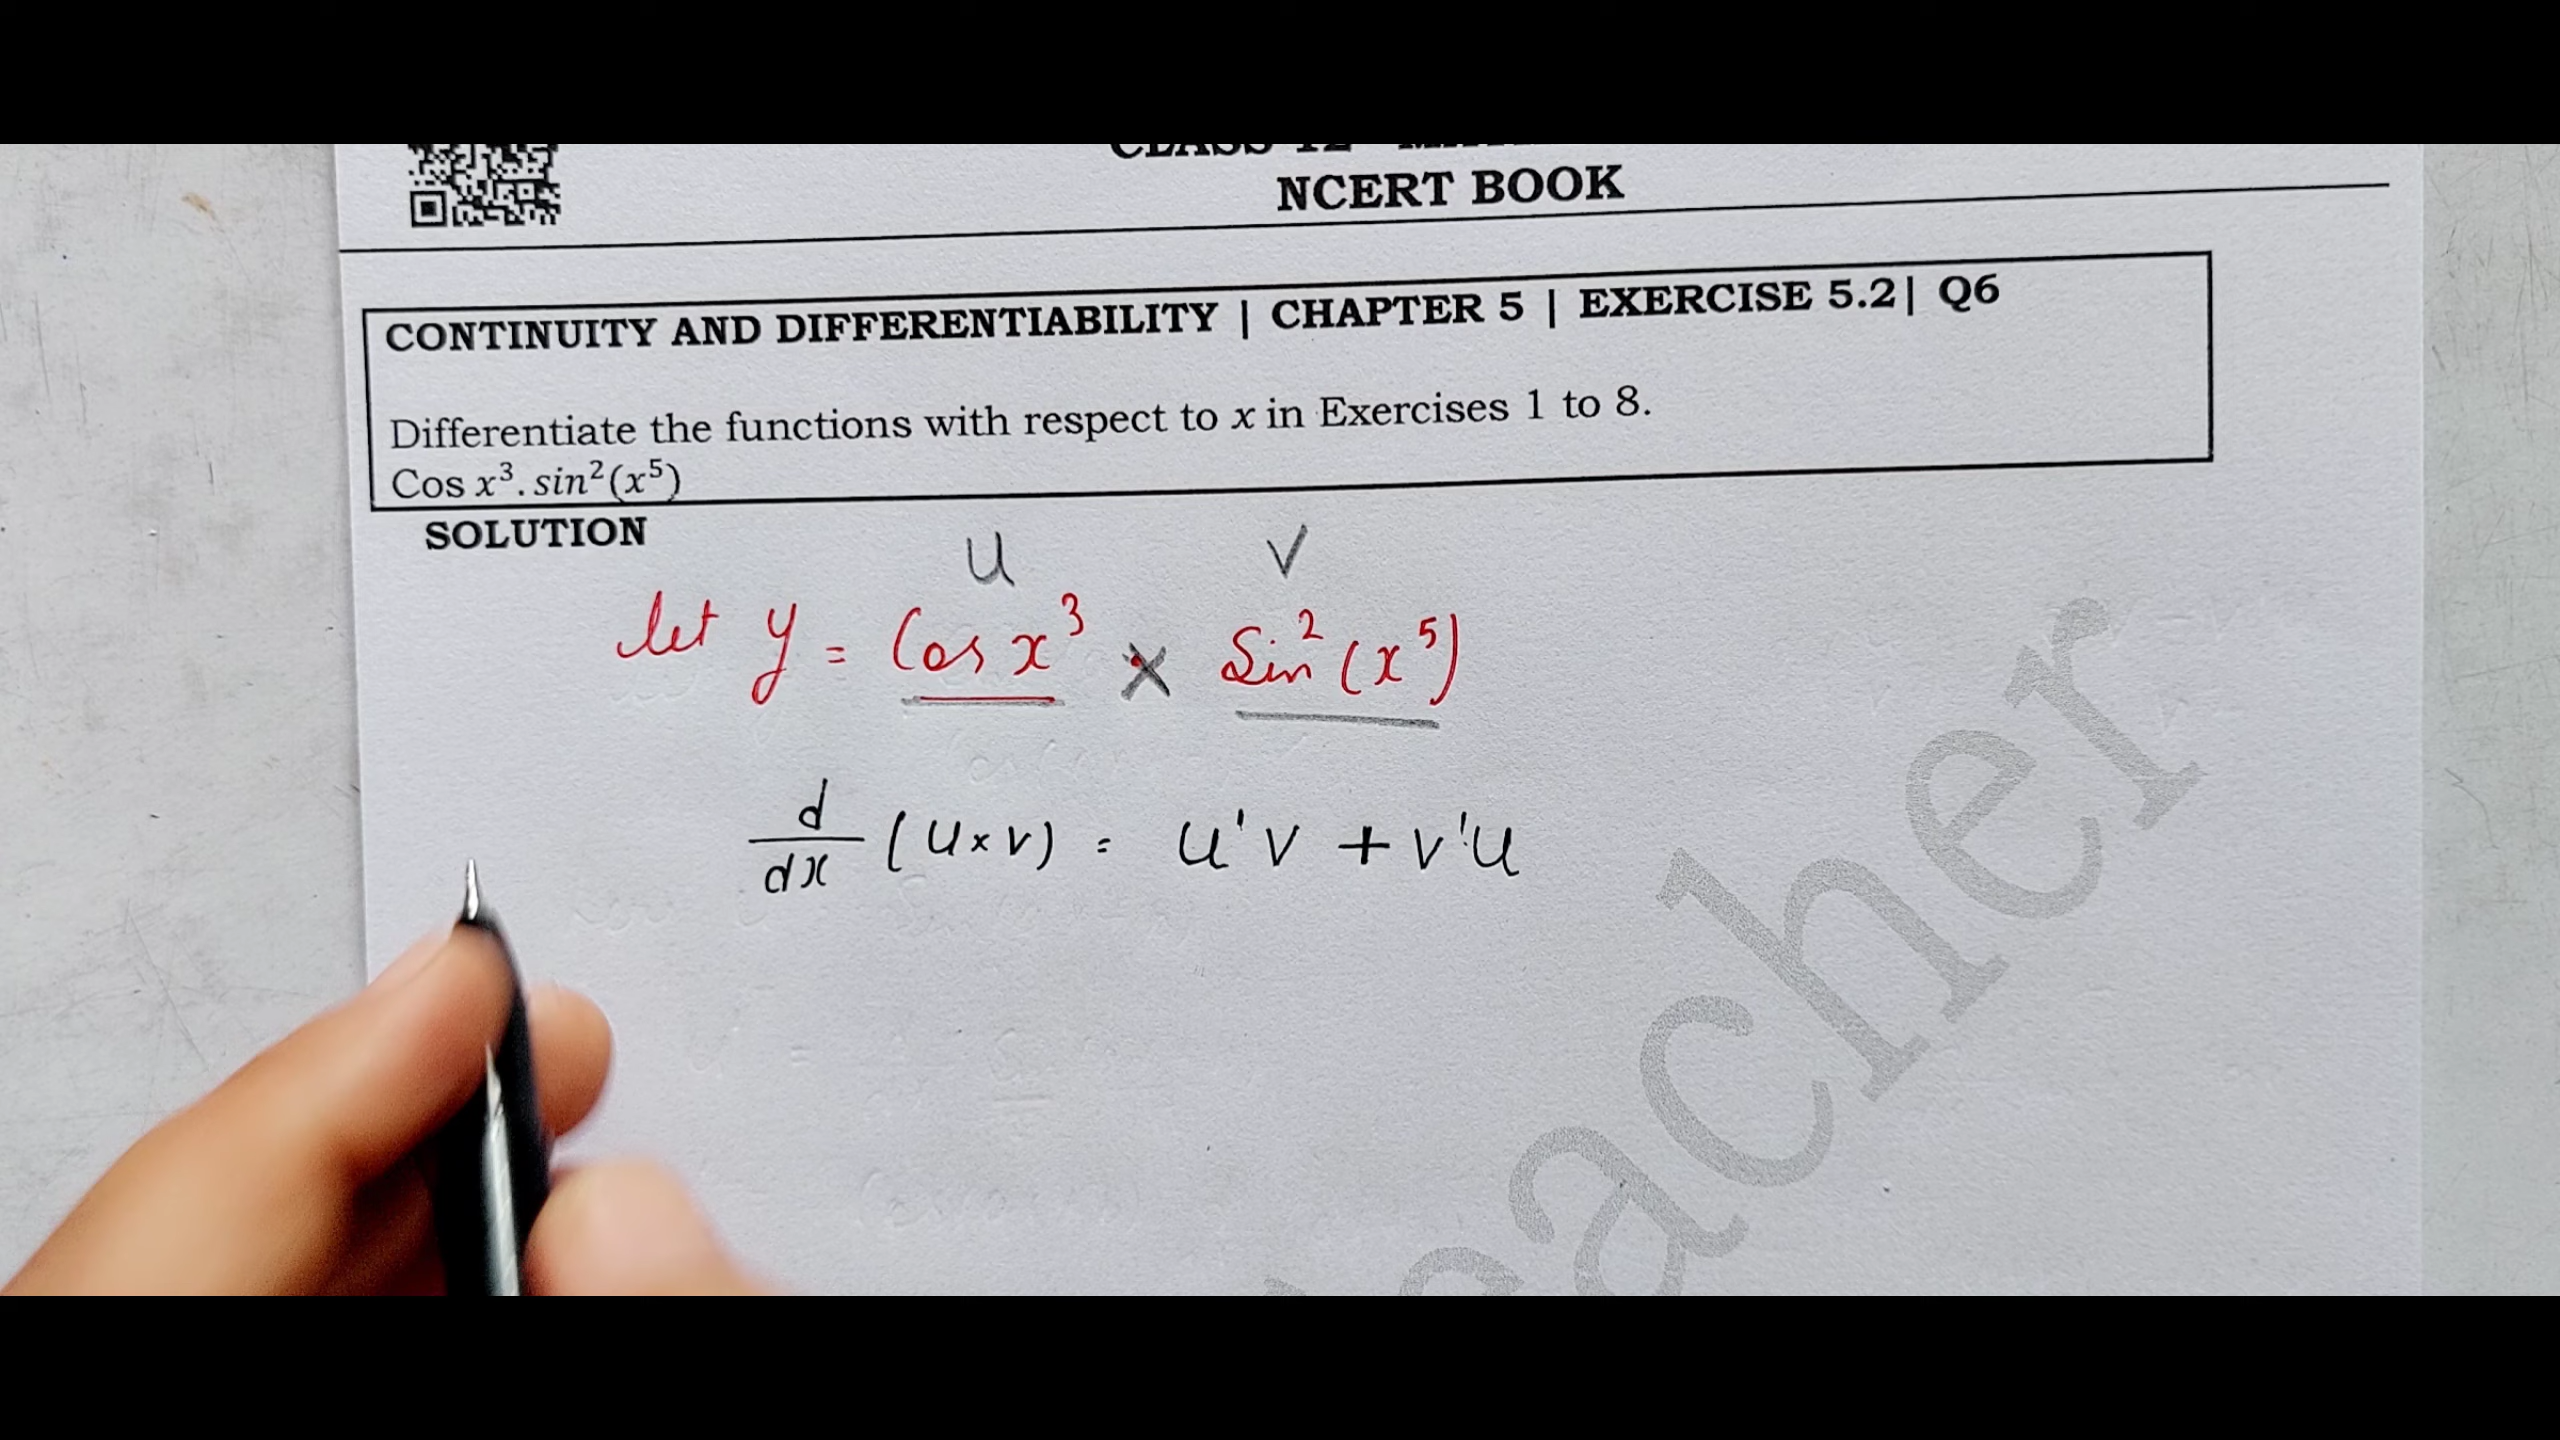 NCERT BOOK
CONTINUITY AND DIFFERENTIABILITY | CHAPTER 5 | EXERCISE 5.2| Q6
Differentiate the functions with respect to x in Exercises 1 to 8.
Cos x³. sin²(x⁵)
SOLUTION
U V
let y = Cos x³ × Sin²(x⁵)
d/dx (U × V) = U'V + V'U